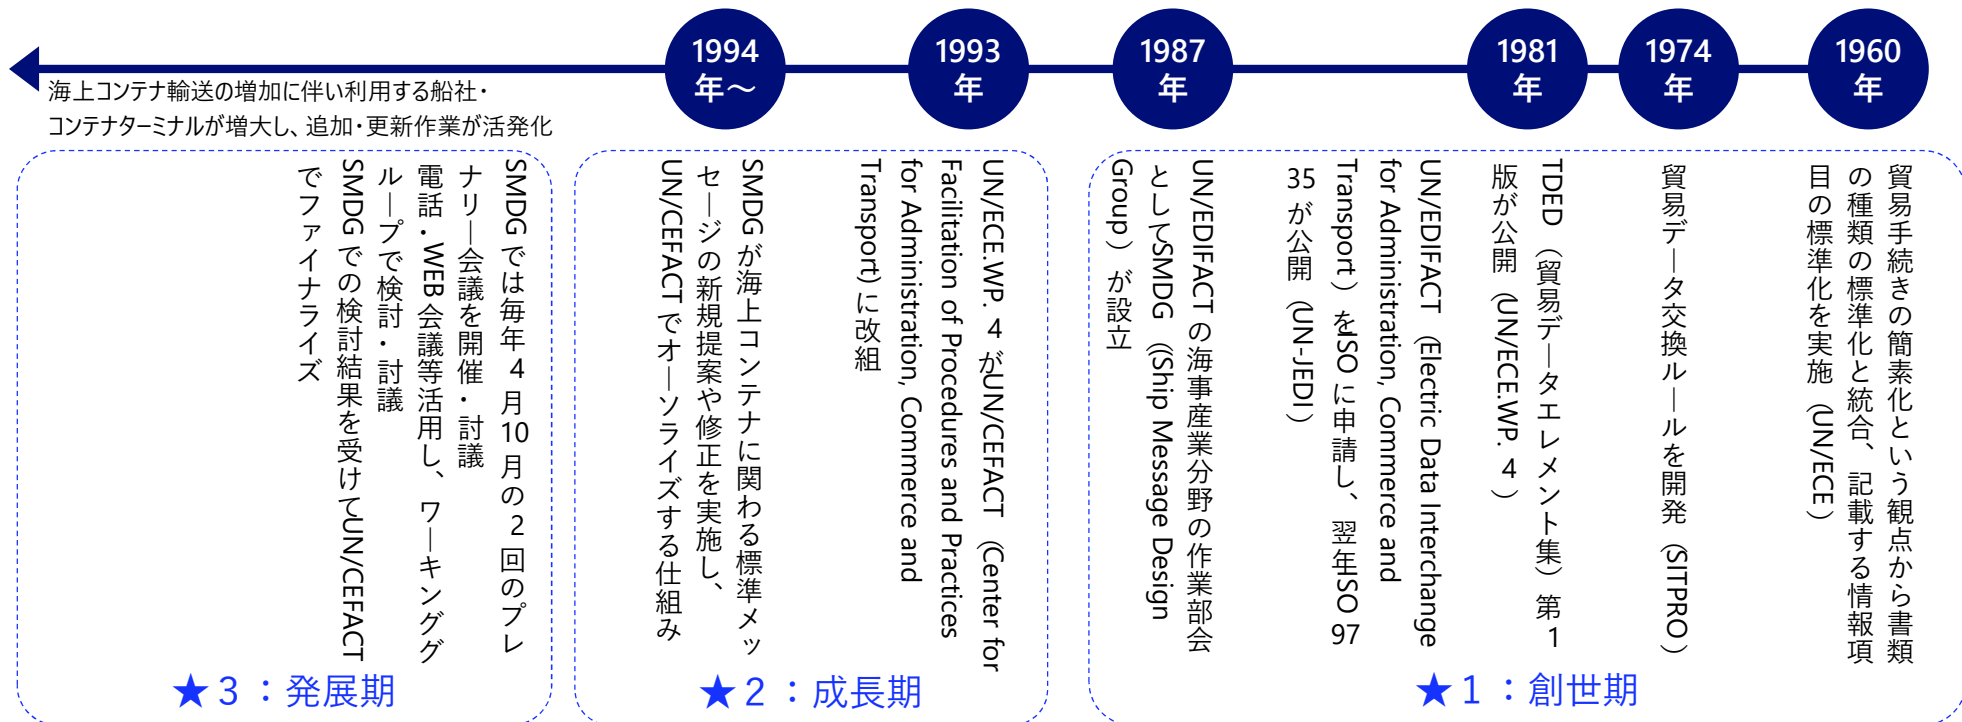 1960
年
1974
年
1981
年
1987
年
1993
年
1994
年～
海上コンテナ輸送の増加に伴い利用する船社・
コンテナターミナルが増大し、追加・更新作業が活発化
貿易手続きの簡素化という観点から書類
の種類の標準化と統合、記載する情報項
目の標準化を実施（UN/ECE）
貿易データ交換ルールを開発（SITPRO）
TDED（貿易データエレメント集）第１
版が公開（UN/ECE.WP.４）
UN/EDIFACT（Electric Data Interchange
for Administration, Commerce and
Transport）をISOに申請し、翌年ISO 97
35が公開（UN-JEDI）
UN/EDIFACTの海事産業分野の作業部会
としてSMDG（(Ship Message Design
Group）が設立
★１：創世期
UN/ECE.WP.４がUN/CEFACT（Center for
Facilitation of Procedures and Practices
for Administration, Commerce and
Transport)に改組
SMDGが海上コンテナに関わる標準メッ
セージの新規提案や修正を実施し、
UN/CEFACTでオーソライズする仕組み
★２：成長期
SMDGでは毎年４月10月の２回のプレ
ナリー会議を開催・討議
電話・WEB会議等活用し、ワーキンググ
ループで検討・討議
SMDGでの検討結果を受けてUN/CEFACT
でファイナライズ
★３：発展期